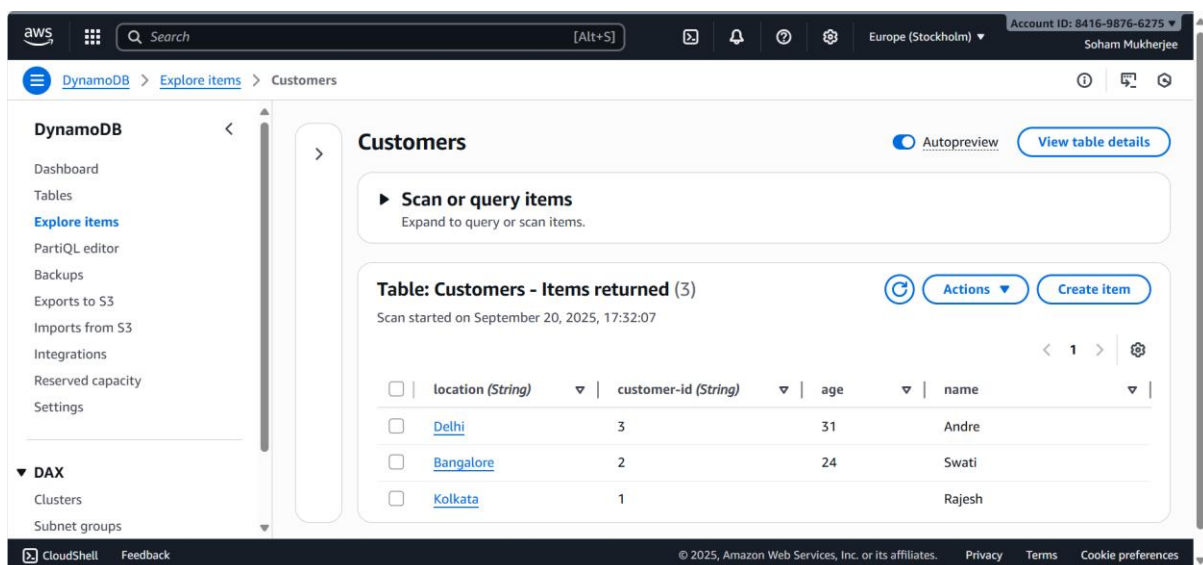 aws
Search
[Alt+S]
Europe (Stockholm) ▼
Account ID: 8416-9876-6275 ▼
Soham Mukherjee
DynamoDB > Explore items > Customers
DynamoDB
Dashboard
Tables
Explore items
PartiQL editor
Backups
Exports to S3
Imports from S3
Integrations
Reserved capacity
Settings
▼ DAX
Clusters
Subnet groups
Customers
Autopreview
View table details
Scan or query items
Expand to query or scan items.
Table: Customers - Items returned (3)
Scan started on September 20, 2025, 17:32:07
Actions ▼
Create item
< 1 >
location (String) customer-id (String) age name
Delhi 3 31 Andre
Bangalore 2 24 Swati
Kolkata 1 Rajesh
CloudShell Feedback © 2025, Amazon Web Services, Inc. or its affiliates. Privacy Terms Cookie preferences